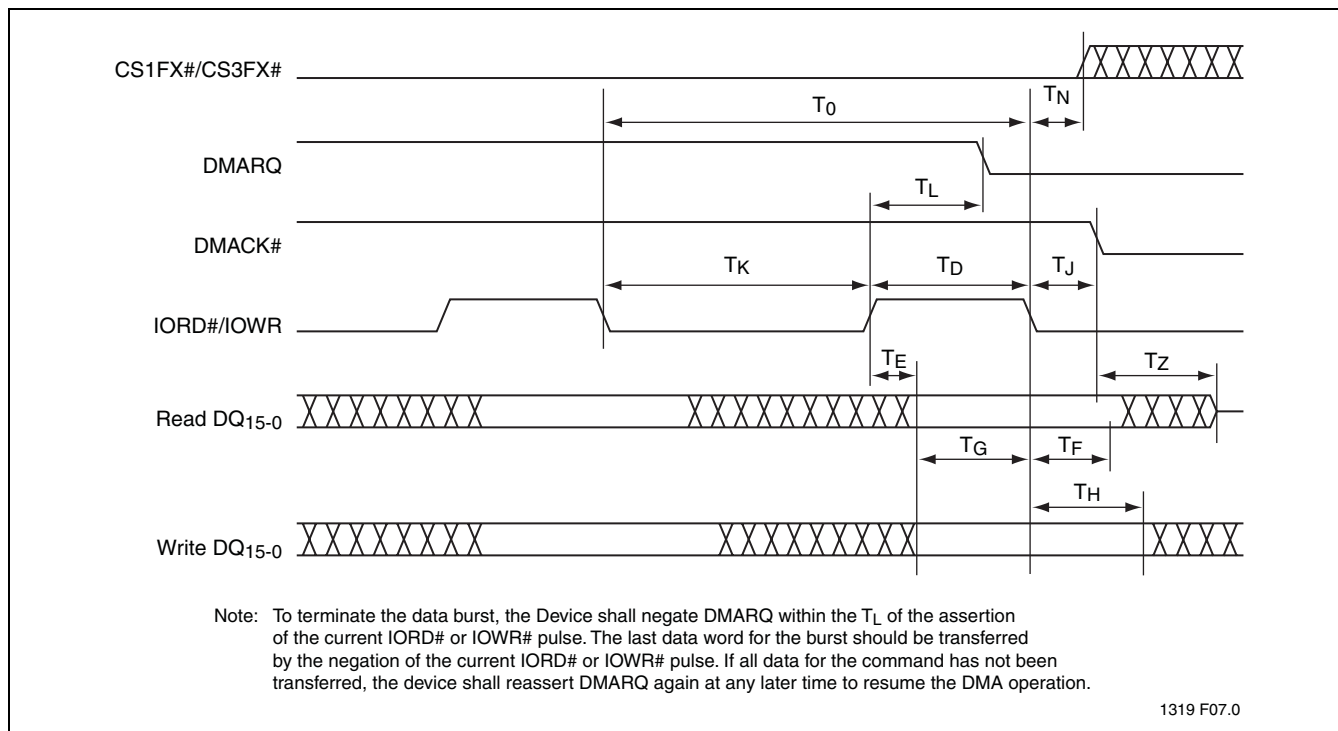 CS1FX#/CS3FX#
TN
T0
DMARQ
TL
DMACK#
TK
TD
TJ
IORD#/IOWR
TE
TZ
Read DQ15-0
TG
TF
TH
Write DQ15-0
Note: To terminate the data burst, the Device shall negate DMARQ within the TL of the assertion
of the current IORD# or IOWR# pulse. The last data word for the burst should be transferred
by the negation of the current IORD# or IOWR# pulse. If all data for the command has not been
transferred, the device shall reassert DMARQ again at any later time to resume the DMA operation.
1319 F07.0